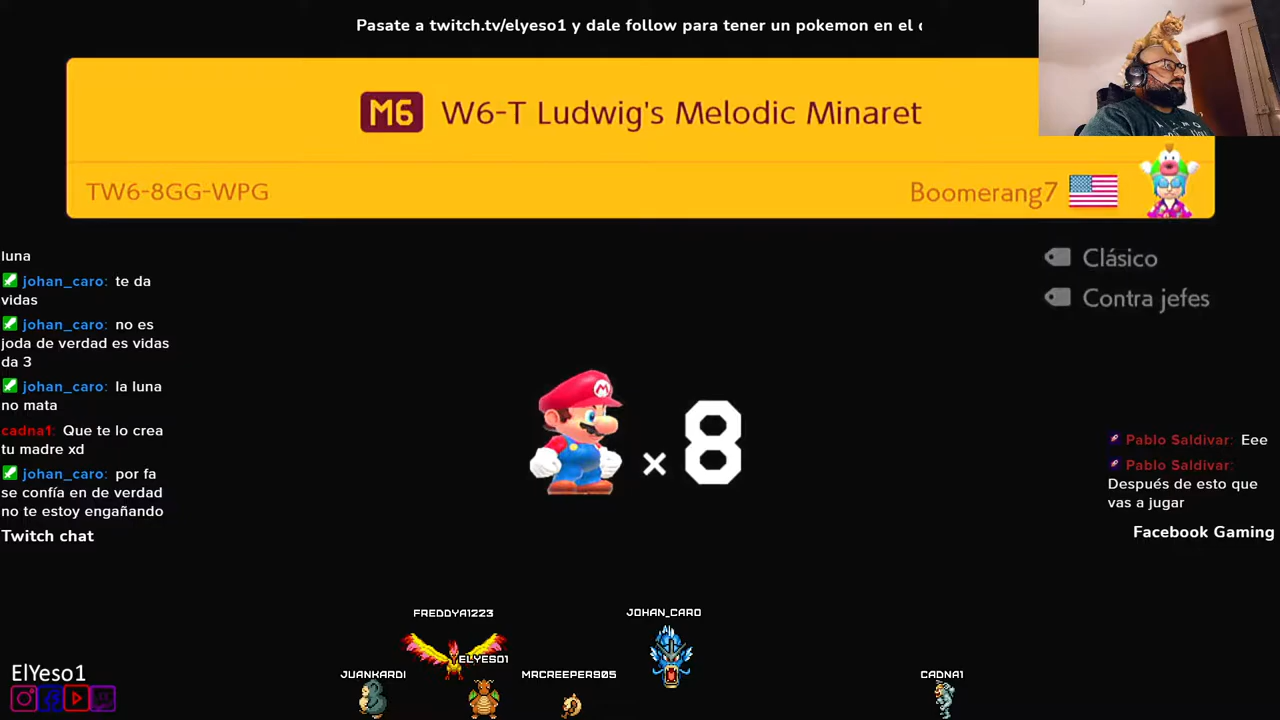 Pasate a twitch.tv/elyeso1 y dale follow para tener un pokemon en el c
M6 W6-T Ludwig's Melodic Minaret
TW6-8GG-WPG
Boomerang7
Clásico
Contra jefes
luna
johan_caro: te da
vidas
johan_caro: no es
joda de verdad es vidas
da 3
johan_caro: la luna
no mata
cadna1: Que te lo crea
tu madre xd
johan_caro: por fa
se confía en de verdad
no te estoy engañando
Twitch chat
M
× 8
Pablo Saldivar: Eee
Pablo Saldivar:
Después de esto que
vas a jugar
Facebook Gaming
FREDDYA1223
JOHAN_CARO
ELYESO1
JUANKARDI
MRCREEPER905
CADNA1
ElYeso1